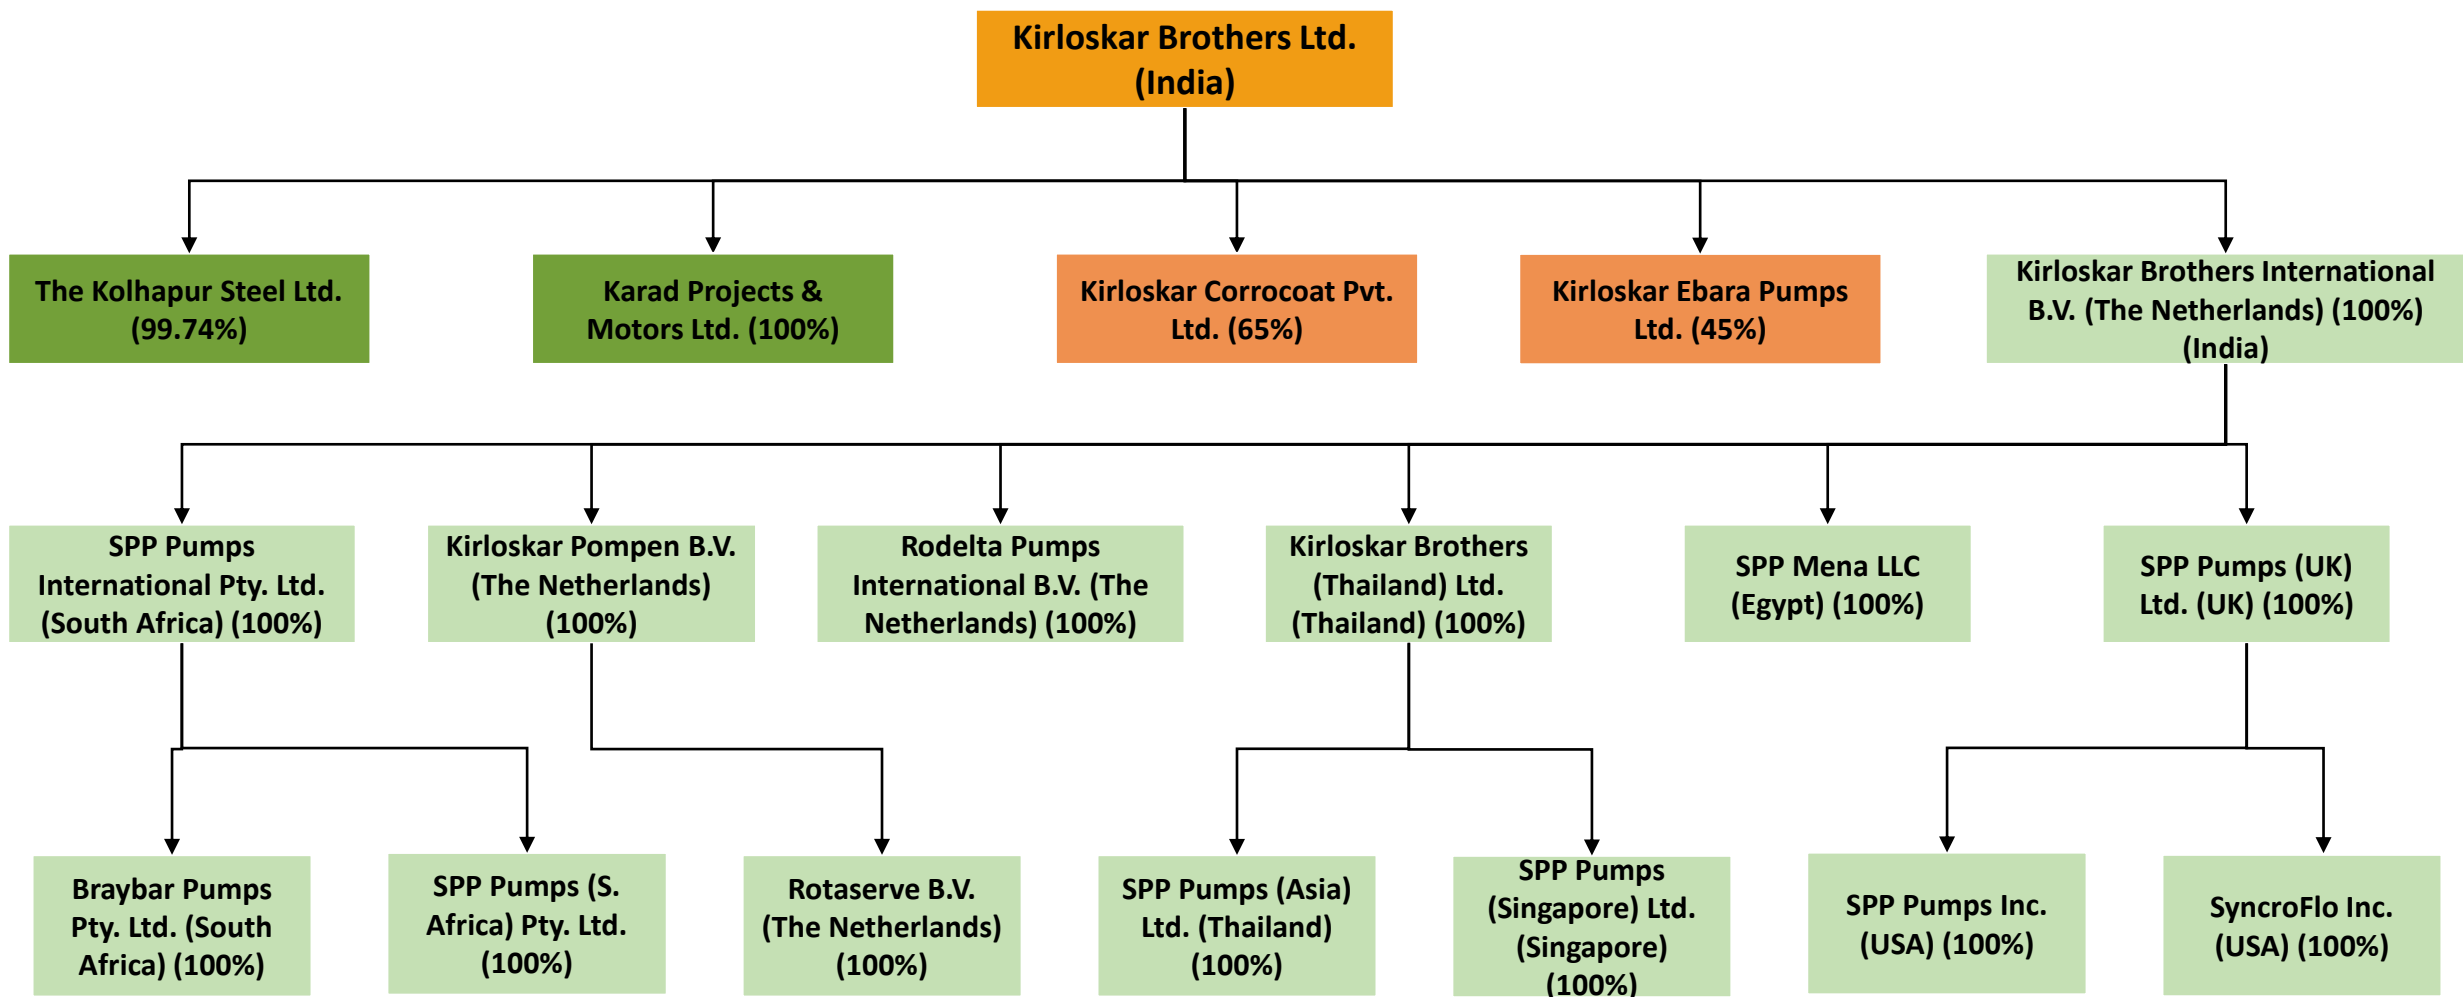 Kirloskar Brothers Ltd.
(India)
The Kolhapur Steel Ltd.
(99.74%)
Karad Projects &
Motors Ltd. (100%)
Kirloskar Corrocoat Pvt.
Ltd. (65%)
Kirloskar Ebara Pumps
Ltd. (45%)
Kirloskar Brothers International
B.V. (The Netherlands) (100%)
(India)
SPP Pumps
International Pty. Ltd.
(South Africa) (100%)
Kirloskar Pompen B.V.
(The Netherlands)
(100%)
Rodelta Pumps
International B.V. (The
Netherlands) (100%)
Kirloskar Brothers
(Thailand) Ltd.
(Thailand) (100%)
SPP Mena LLC
(Egypt) (100%)
SPP Pumps (UK)
Ltd. (UK) (100%)
Braybar Pumps
Pty. Ltd. (South
Africa) (100%)
SPP Pumps (S.
Africa) Pty. Ltd.
(100%)
Rotaserve B.V.
(The Netherlands)
(100%)
SPP Pumps (Asia)
Ltd. (Thailand)
(100%)
SPP Pumps
(Singapore) Ltd.
(Singapore)
(100%)
SPP Pumps Inc.
(USA) (100%)
SyncroFlo Inc.
(USA) (100%)